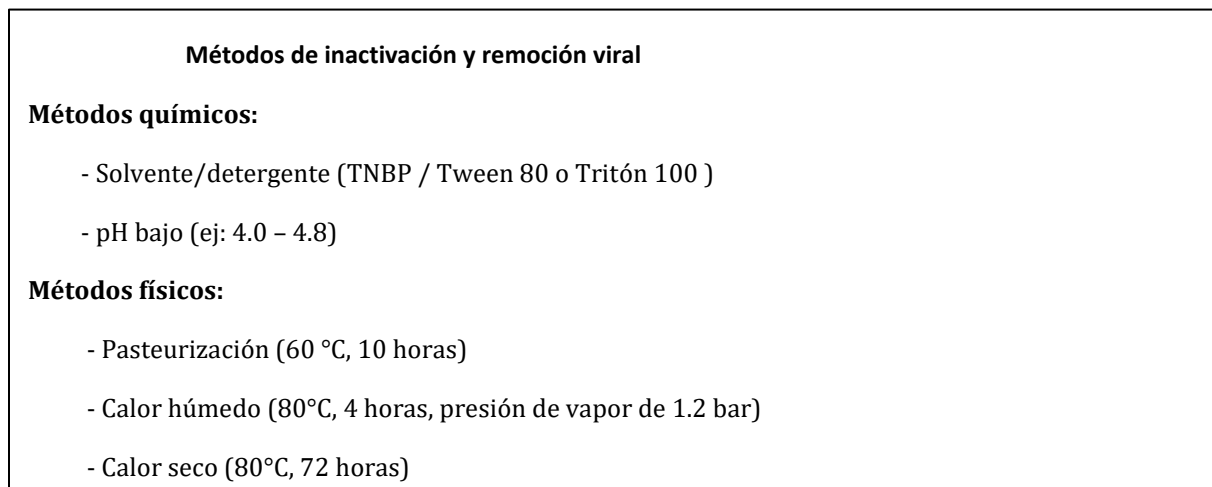 Métodos de inactivación y remoción viral
Métodos químicos:
- Solvente/detergente (TNBP / Tween 80 o Tritón 100 )
- pH bajo (ej: 4.0 – 4.8)
Métodos físicos:
- Pasteurización (60 °C, 10 horas)
- Calor húmedo (80°C, 4 horas, presión de vapor de 1.2 bar)
- Calor seco (80°C, 72 horas)